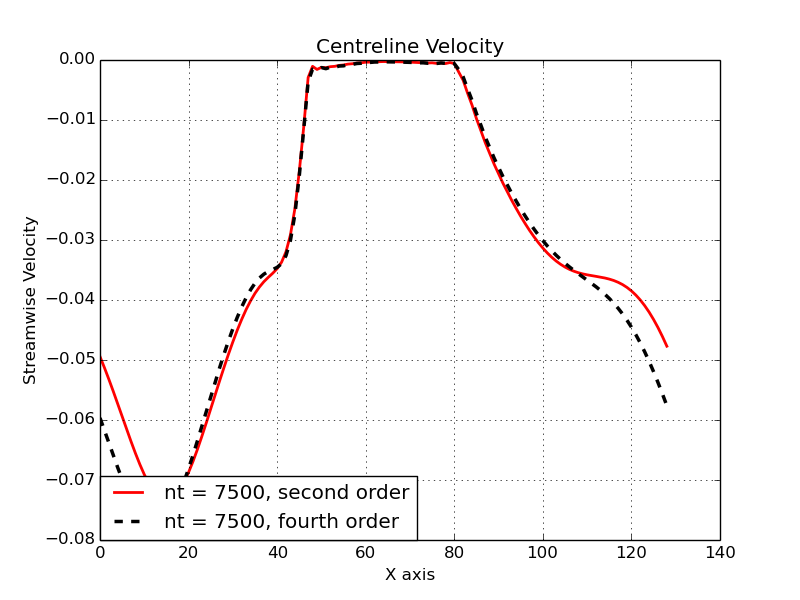 Centreline Velocity
0.00
−0.01
−0.02
−0.03
−0.04
−0.05
−0.06
−0.07
−0.08
Streamwise Velocity
nt = 7500, second order
nt = 7500, fourth order
0 20 40 60 80 100 120 140
X axis